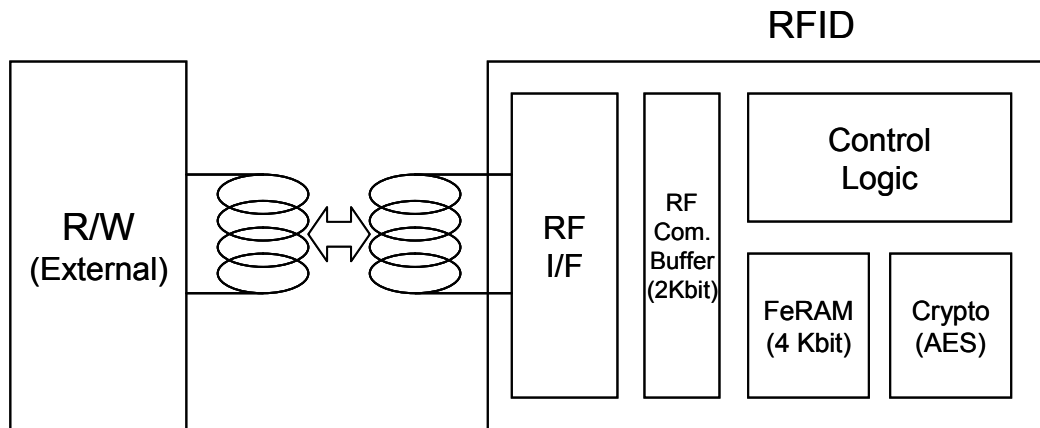 RFID
R/W
(External)
RF
I/F
RF
Com.
Buffer
(2Kbit)
Control
Logic
FeRAM
(4 Kbit)
Crypto
(AES)